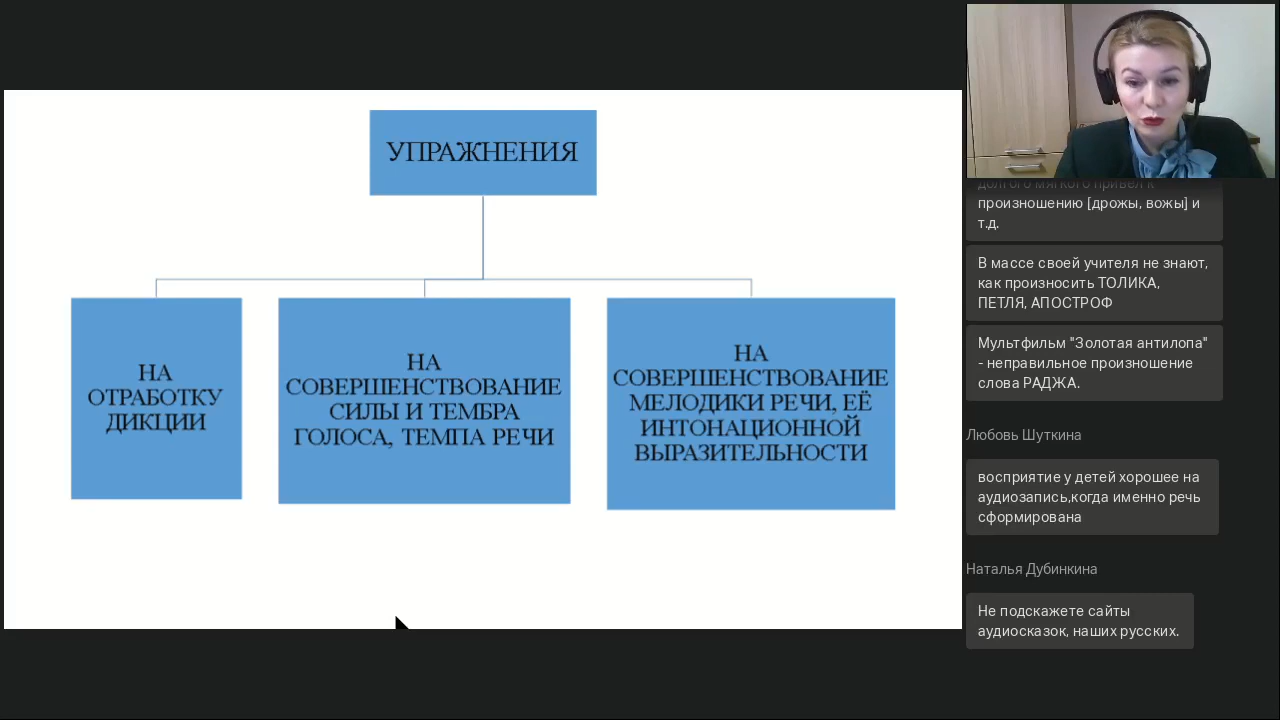 УПРАЖНЕНИЯ
НА
ОТРАБОТКУ
ДИКЦИИ
НА
СОВЕРШЕНСТВОВАНИЕ
СИЛЫ И ТЕМБРА
ГОЛОСА, ТЕМПА РЕЧИ
НА
СОВЕРШЕНСТВОВАНИЕ
МЕЛОДИКИ РЕЧИ, ЕЁ
ИНТОНАЦИОННОЙ
ВЫРАЗИТЕЛЬНОСТИ
долгого мягкого привел к
произношению [дрожы, вожы] и
т.д.
В массе своей учителя не знают,
как произносить ТОЛИКА,
ПЕТЛЯ, АПОСТРОФ
Мультфильм "Золотая антилопа"
- неправильное произношение
слова РАДЖА.
Любовь Шуткина
восприятие у детей хорошее на
аудиозапись,когда именно речь
сформирована
Наталья Дубинкина
Не подскажете сайты
аудиосказок, наших русских.